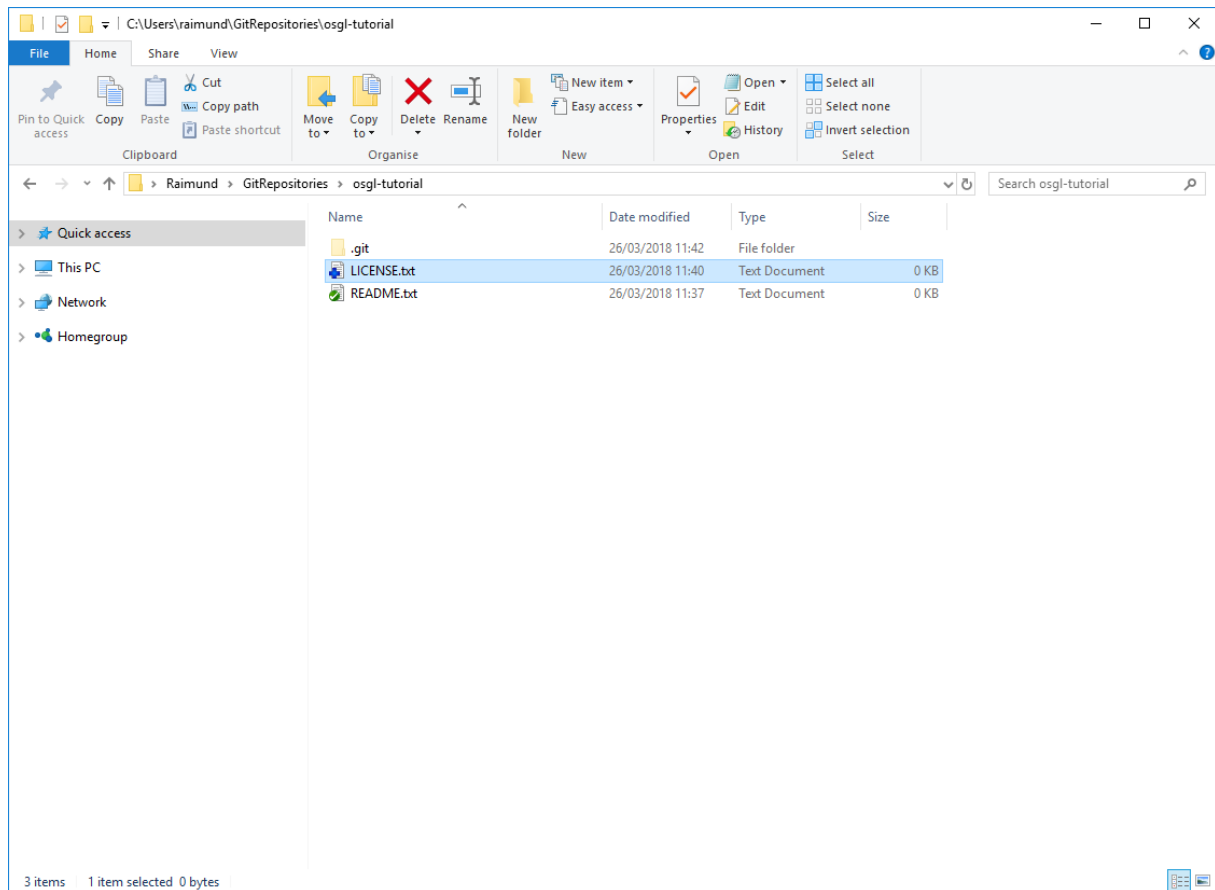 C:\Users\raimund\GitRepositories\osgl-tutorial
File Home Share View
Pin to Quick access
Copy
Paste
Cut
Copy path
Paste shortcut
Clipboard
Move to
Copy to
Delete
Rename
Organise
New folder
New item
Easy access
New
Properties
Open
Edit
History
Open
Select all
Select none
Invert selection
Select
Raimund > GitRepositories > osgl-tutorial
Search osgl-tutorial
Quick access
This PC
Network
Homegroup
Name Date modified Type Size
.git 26/03/2018 11:42 File folder
LICENSE.txt 26/03/2018 11:40 Text Document 0 KB
README.txt 26/03/2018 11:37 Text Document 0 KB
3 items 1 item selected 0 bytes